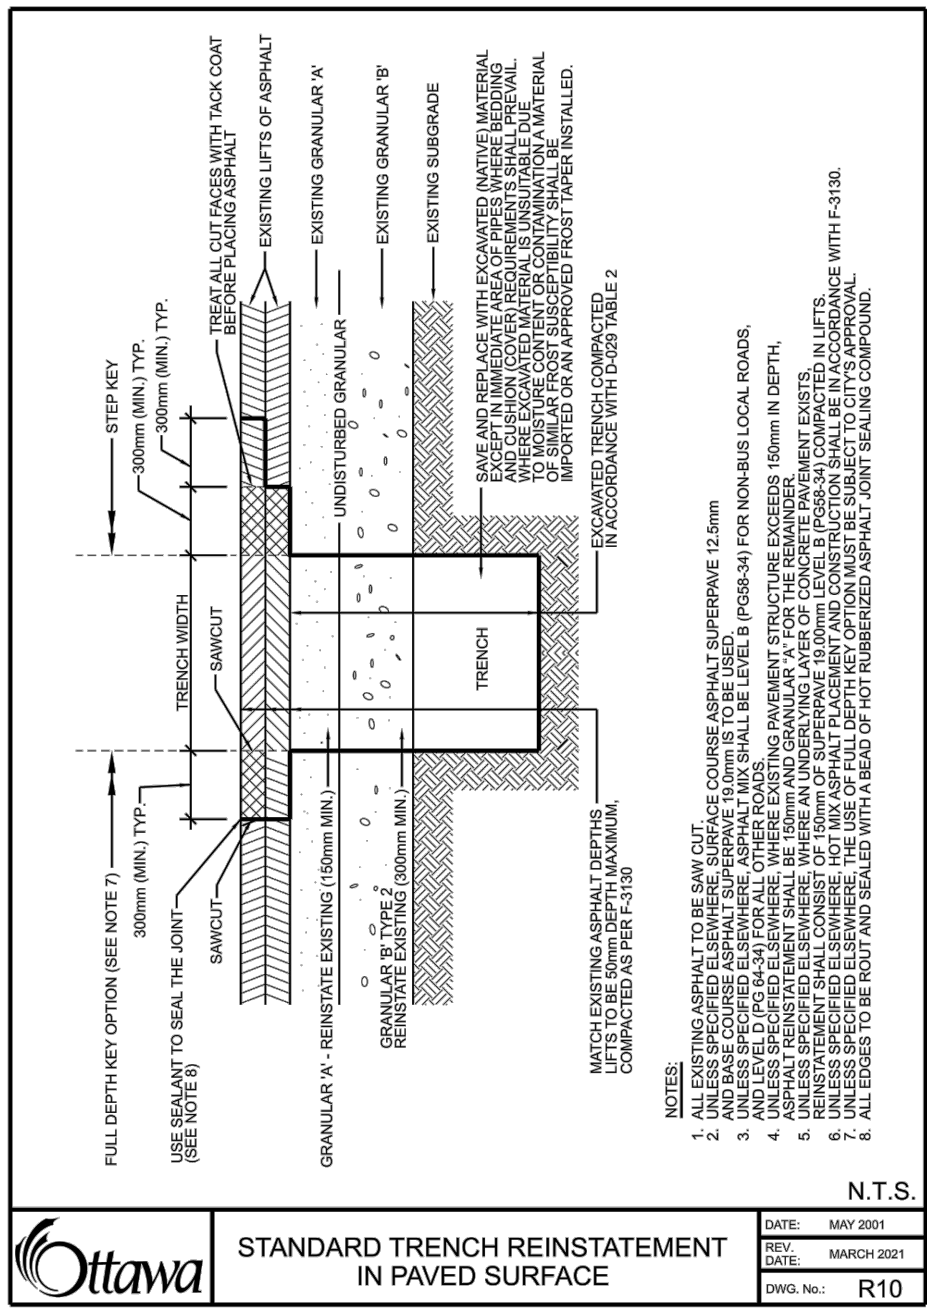 FULL DEPTH KEY OPTION (SEE NOTE 7)
STEP KEY
300mm (MIN.) TYP.
TRENCH WIDTH
300mm (MIN.) TYP.
300mm (MIN.) TYP.
USE SEALANT TO SEAL THE JOINT
(SEE NOTE 8)
SAWCUT
SAWCUT
TREAT ALL CUT FACES WITH TACK COAT
BEFORE PLACING ASPHALT
EXISTING LIFTS OF ASPHALT
GRANULAR 'A' - REINSTATE EXISTING (150mm MIN.)
EXISTING GRANULAR 'A'
UNDISTURBED GRANULAR
GRANULAR 'B' TYPE 2
REINSTATE EXISTING (300mm MIN.)
EXISTING GRANULAR 'B'
EXISTING SUBGRADE
TRENCH
SAVE AND REPLACE WITH EXCAVATED (NATIVE) MATERIAL
EXCEPT IN IMMEDIATE AREA OF PIPES WHERE BEDDING
AND CUSHION (COVER) REQUIREMENTS SHALL PREVAIL.
WHERE EXCAVATED MATERIAL IS UNSUITABLE DUE
TO MOISTURE CONTENT OR CONTAMINATION A MATERIAL
OF SIMILAR FROST SUSCEPTIBILITY SHALL BE
IMPORTED OR AN APPROVED FROST TAPER INSTALLED.
MATCH EXISTING ASPHALT DEPTHS
LIFTS TO BE 50mm DEPTH MAXIMUM,
COMPACTED AS PER F-3130
EXCAVATED TRENCH COMPACTED
IN ACCORDANCE WITH D-029 TABLE 2
NOTES:
1. ALL EXISTING ASPHALT TO BE SAW CUT.
2. UNLESS SPECIFIED ELSEWHERE, SURFACE COURSE ASPHALT SUPERPAVE 12.5mm
AND BASE COURSE ASPHALT SUPERPAVE 19.0mm IS TO BE USED.
3. UNLESS SPECIFIED ELSEWHERE, ASPHALT MIX SHALL BE LEVEL B (PG58-34) FOR NON-BUS LOCAL ROADS,
AND LEVEL D (PG 64-34) FOR ALL OTHER ROADS.
4. UNLESS SPECIFIED ELSEWHERE, WHERE EXISTING PAVEMENT STRUCTURE EXCEEDS 150mm IN DEPTH,
ASPHALT REINSTATEMENT SHALL BE 150mm AND GRANULAR "A" FOR THE REMAINDER.
5. UNLESS SPECIFIED ELSEWHERE, WHERE AN UNDERLYING LAYER OF CONCRETE PAVEMENT EXISTS,
REINSTATEMENT SHALL CONSIST OF 150mm OF SUPERPAVE 19.00mm LEVEL B (PG58-34) COMPACTED IN LIFTS.
6. UNLESS SPECIFIED ELSEWHERE, HOT MIX ASPHALT PLACEMENT AND CONSTRUCTION SHALL BE IN ACCORDANCE WITH F-3130.
7. UNLESS SPECIFIED ELSEWHERE, THE USE OF FULL DEPTH KEY OPTION MUST BE SUBJECT TO CITY'S APPROVAL.
8. ALL EDGES TO BE ROUT AND SEALED WITH A BEAD OF HOT RUBBERIZED ASPHALT JOINT SEALING COMPOUND.
N.T.S.
Ottawa
STANDARD TRENCH REINSTATEMENT
IN PAVED SURFACE
DATE: MAY 2001
REV. DATE: MARCH 2021
DWG. No.: R10